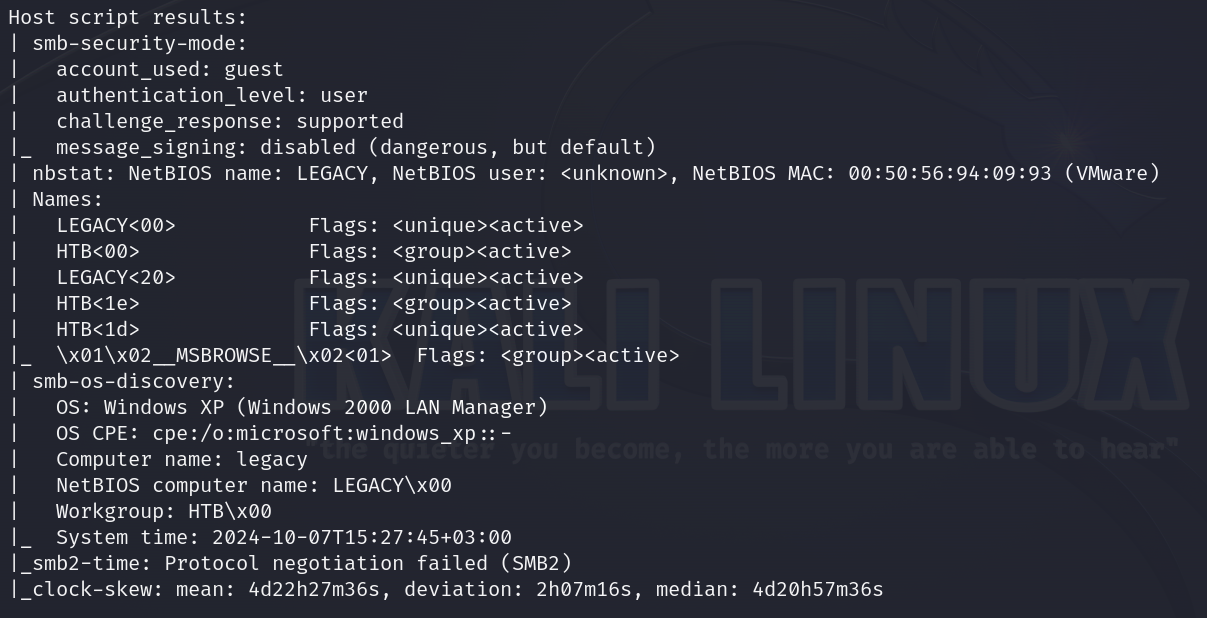 Host script results:
| smb-security-mode:
|   account_used: guest
|   authentication_level: user
|   challenge_response: supported
|_  message_signing: disabled (dangerous, but default)
| nbstat: NetBIOS name: LEGACY, NetBIOS user: <unknown>, NetBIOS MAC: 00:50:56:94:09:93 (VMware)
| Names:
|   LEGACY<00>           Flags: <unique><active>
|   HTB<00>              Flags: <group><active>
|   LEGACY<20>           Flags: <unique><active>
|   HTB<1e>              Flags: <group><active>
|   HTB<1d>              Flags: <unique><active>
|_  \x01\x02__MSBROWSE__\x02<01>  Flags: <group><active>
| smb-os-discovery:
|   OS: Windows XP (Windows 2000 LAN Manager)
|   OS CPE: cpe:/o:microsoft:windows_xp::-
|   Computer name: legacy
|   NetBIOS computer name: LEGACY\x00
|   Workgroup: HTB\x00
|_  System time: 2024-10-07T15:27:45+03:00
|_smb2-time: Protocol negotiation failed (SMB2)
|_clock-skew: mean: 4d22h27m36s, deviation: 2h07m16s, median: 4d20h57m36s
KALI LINUX
"the quieter you become, the more you are able to hear"